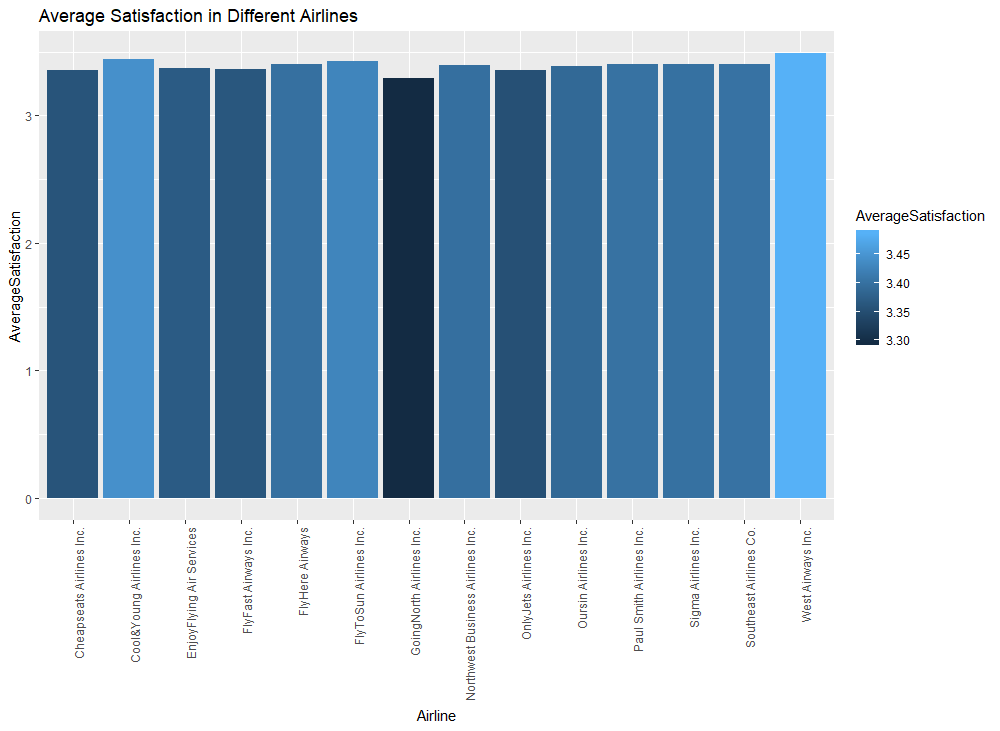 Average Satisfaction in Different Airlines
AverageSatisfaction
3
2
1
0
Cheapseats Airlines Inc.
Cool&Young Airlines Inc.
EnjoyFlying Air Services
FlyFast Airways Inc.
FlyHere Airways
FlyToSun Airlines Inc.
GoingNorth Airlines Inc.
Northwest Business Airlines Inc.
OnlyJets Airlines Inc.
Oursin Airlines Inc.
Paul Smith Airlines Inc.
Sigma Airlines Inc.
Southeast Airlines Co.
West Airways Inc.
Airline
AverageSatisfaction
3.45
3.40
3.35
3.30